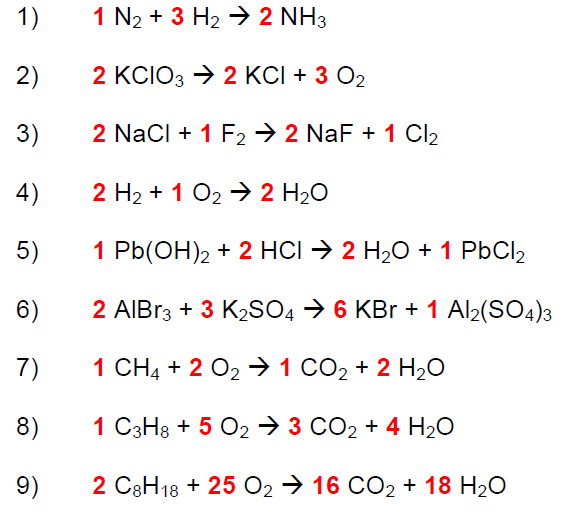 1) 1 N₂ + 3 H₂ → 2 NH₃
2) 2 KClO₃ → 2 KCl + 3 O₂
3) 2 NaCl + 1 F₂ → 2 NaF + 1 Cl₂
4) 2 H₂ + 1 O₂ → 2 H₂O
5) 1 Pb(OH)₂ + 2 HCl → 2 H₂O + 1 PbCl₂
6) 2 AlBr₃ + 3 K₂SO₄ → 6 KBr + 1 Al₂(SO₄)₃
7) 1 CH₄ + 2 O₂ → 1 CO₂ + 2 H₂O
8) 1 C₃H₈ + 5 O₂ → 3 CO₂ + 4 H₂O
9) 2 C₈H₁₈ + 25 O₂ → 16 CO₂ + 18 H₂O